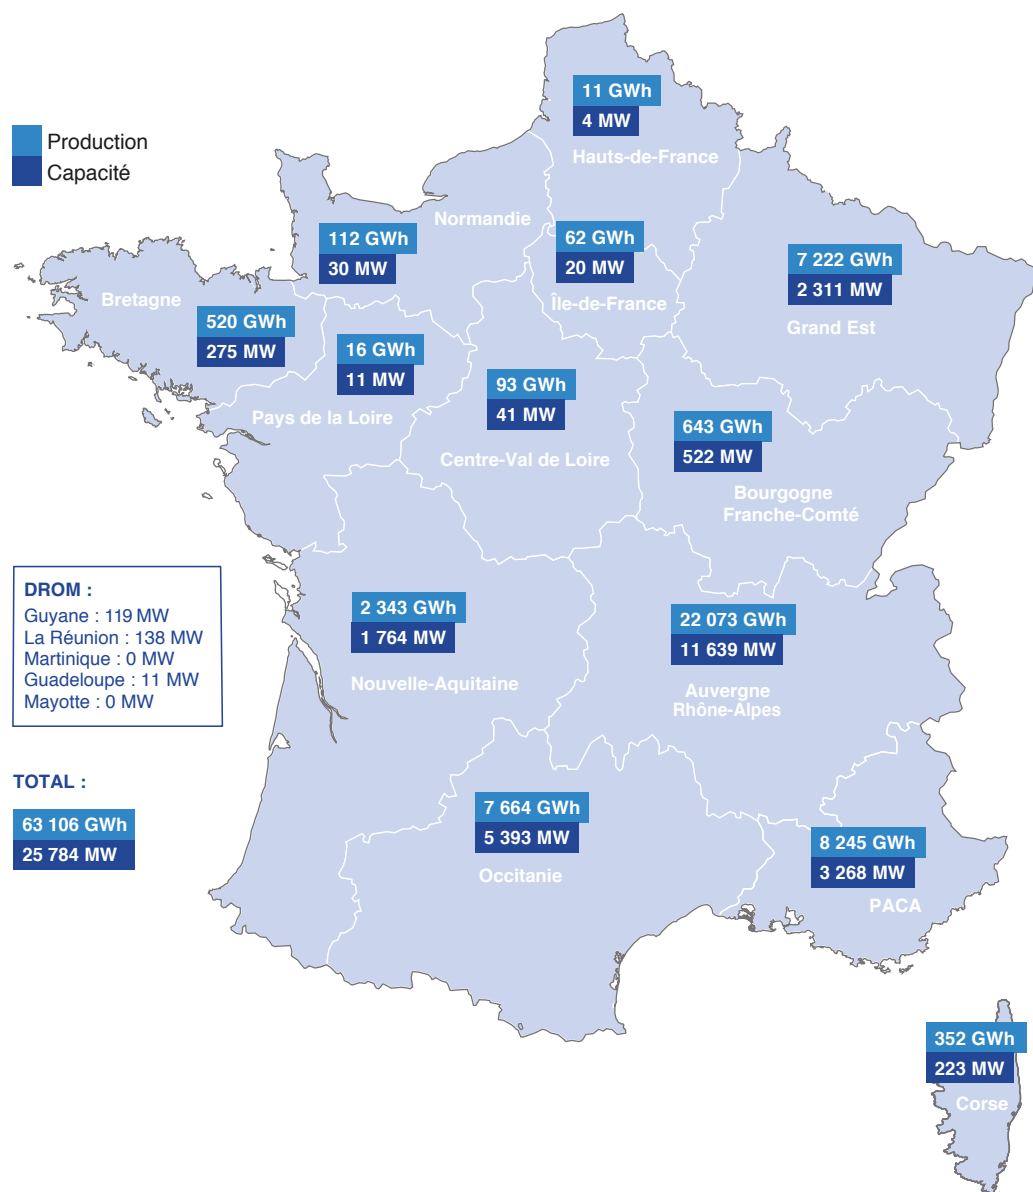 11 GWh
4 MW
Hauts-de-France
Production
Capacité
Normandie
112 GWh
30 MW
62 GWh
20 MW
Île-de-France
7 222 GWh
2 311 MW
Grand Est
Bretagne
520 GWh
275 MW
16 GWh
11 MW
Pays de la Loire
93 GWh
41 MW
Centre-Val de Loire
643 GWh
522 MW
Bourgogne
Franche-Comté
DROM :
Guyane : 119 MW
La Réunion : 138 MW
Martinique : 0 MW
Guadeloupe : 11 MW
Mayotte : 0 MW
2 343 GWh
1 764 MW
Nouvelle-Aquitaine
22 073 GWh
11 639 MW
Auvergne
Rhône-Alpes
TOTAL :
63 106 GWh
25 784 MW
7 664 GWh
5 393 MW
Occitanie
8 245 GWh
3 268 MW
PACA
352 GWh
223 MW
Corse